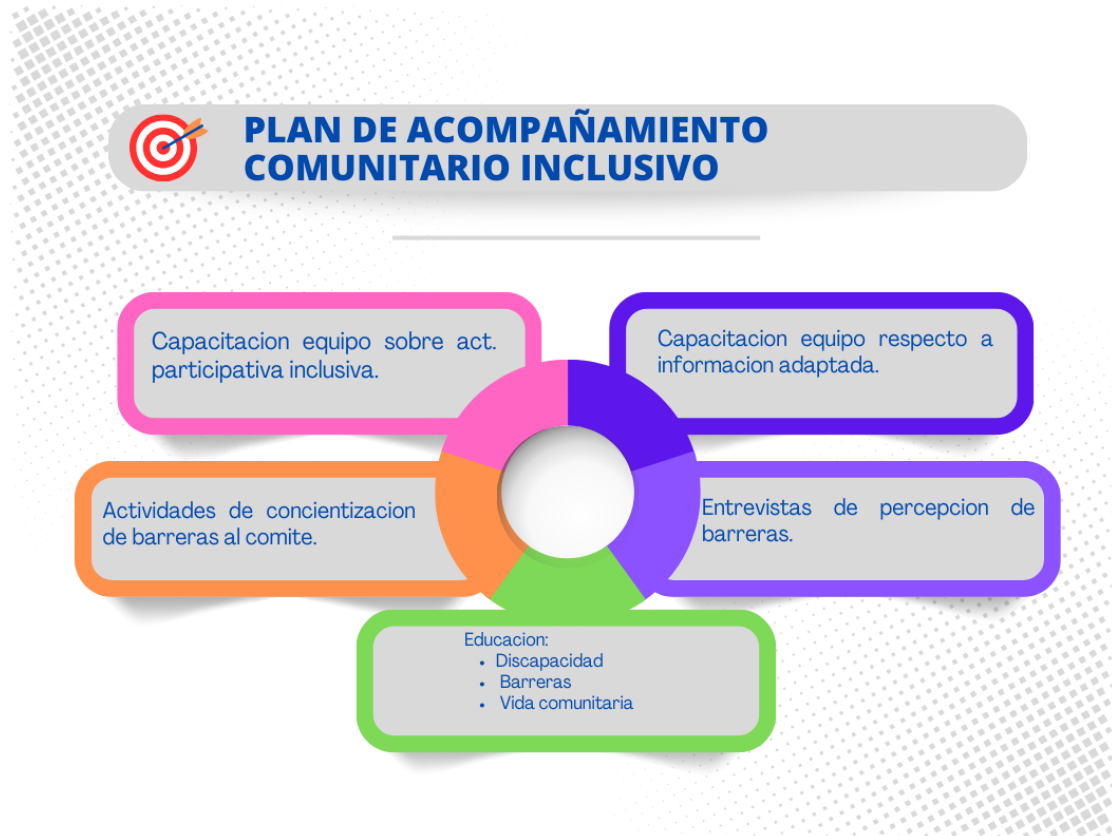 PLAN DE ACOMPAÑAMIENTO
COMUNITARIO INCLUSIVO
Capacitacion equipo sobre act.
participativa inclusiva.
Capacitacion equipo respecto a
informacion adaptada.
Actividades de concientizacion
de barreras al comite.
Entrevistas de percepcion de
barreras.
Educacion:
• Discapacidad
• Barreras
• Vida comunitaria